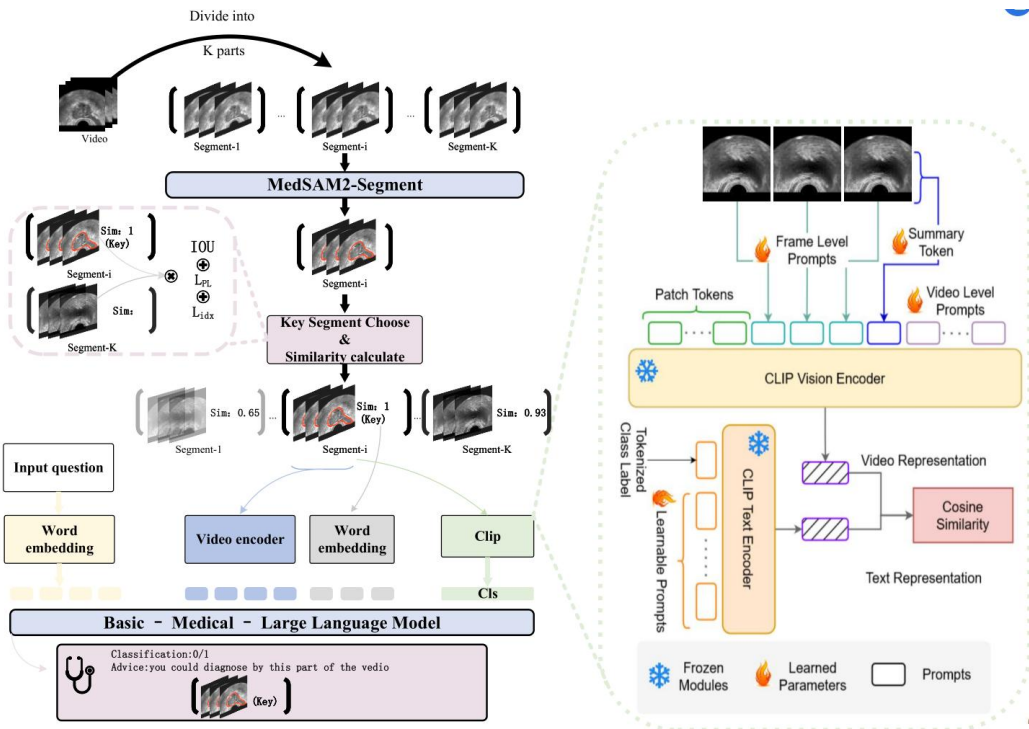 Divide into
K parts
Video
...
...
Segment-1
Segment-i
Segment-K
MedSAM2-Segment
Sim: 1
(Key)
Segment-i
Sim:
Segment-K
IOU
L_PL
L_idx
Segment-i
Key Segment Choose
&
Similarity calculate
Sim: 0.65
...
Sim: 1
(Key)
...
Sim: 0.93
Segment-1
Segment-i
Segment-K
Input question
Word
embedding
Video encoder
Word
embedding
Clip
Cls
Basic - Medical - Large Language Model
Classification:0/1
Advice:you could diagnose by this part of the vedio
(Key)
Frame Level
Prompts
Summary
Token
Patch Tokens
Video Level
Prompts
CLIP Vision Encoder
Tokenized
Class Label
Learnable Prompts
CLIP Text Encoder
Video Representation
Cosine
Similarity
Text Representation
Frozen
Modules
Learned
Parameters
Prompts